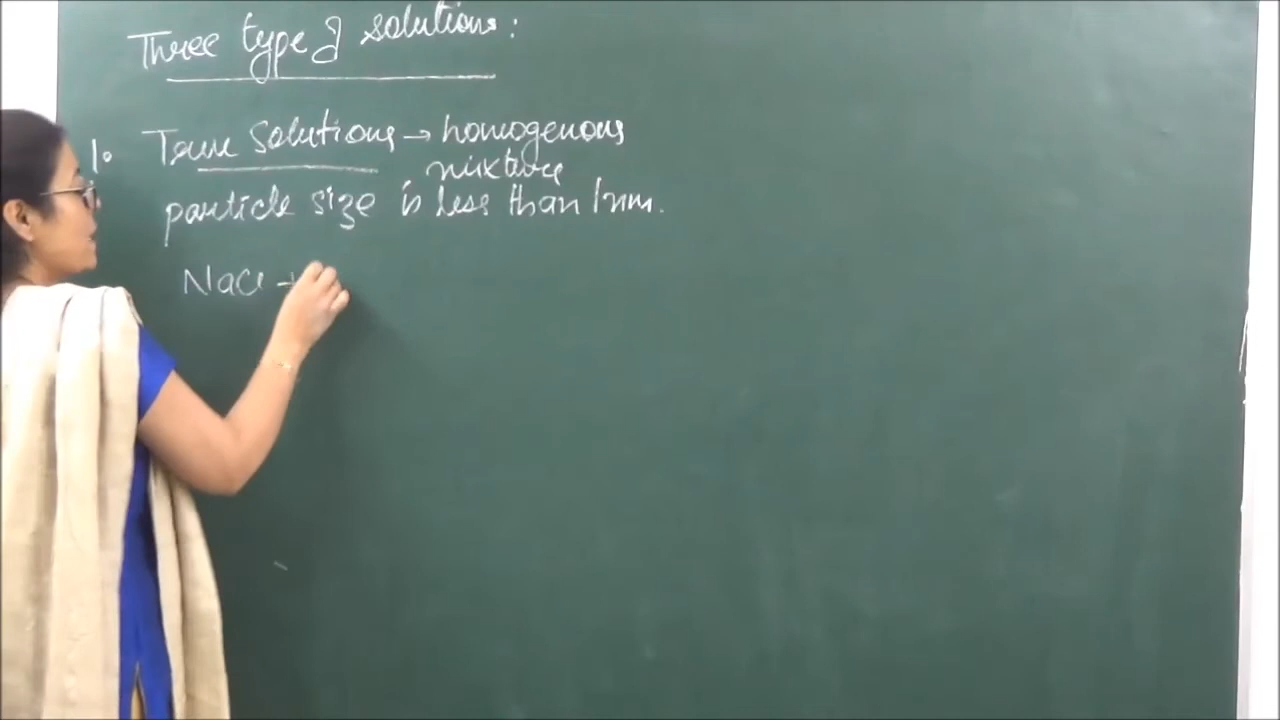 Three type of solutions:
1. True Solutions → homogenous
mixture
particle size is less than 1nm.
NaCl +